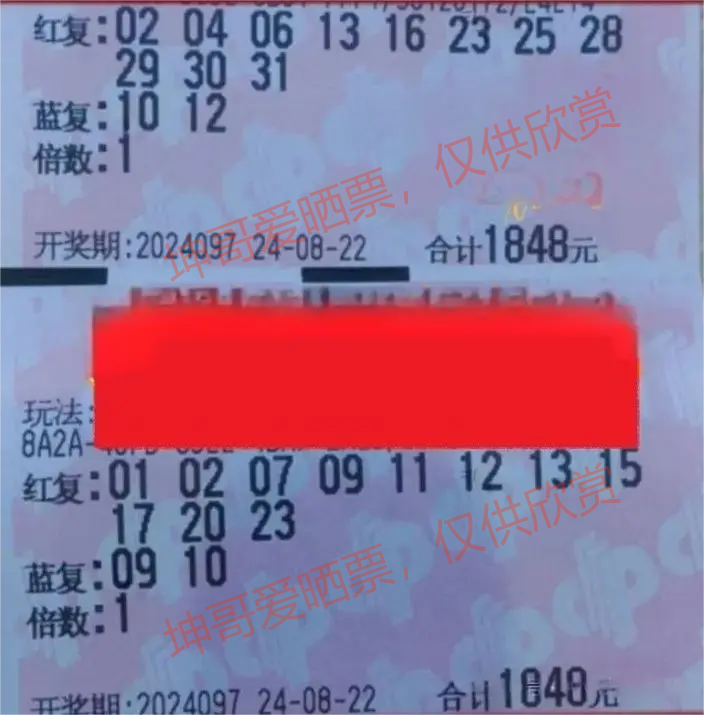 红复:02 04 06 13 16 23 25 28
29 30 31
蓝复:10 12
倍数:1
坤哥爱晒票，仅供欣赏
开奖期:2024097 24-08-22 合计1848元
玩法:
8A2A-
红复:01 02 07 09 11 12 13 15
17 20 23
蓝复:09 10
倍数:1
坤哥爱晒票，仅供欣赏
开奖期:2024097 24-08-22 合计1848元